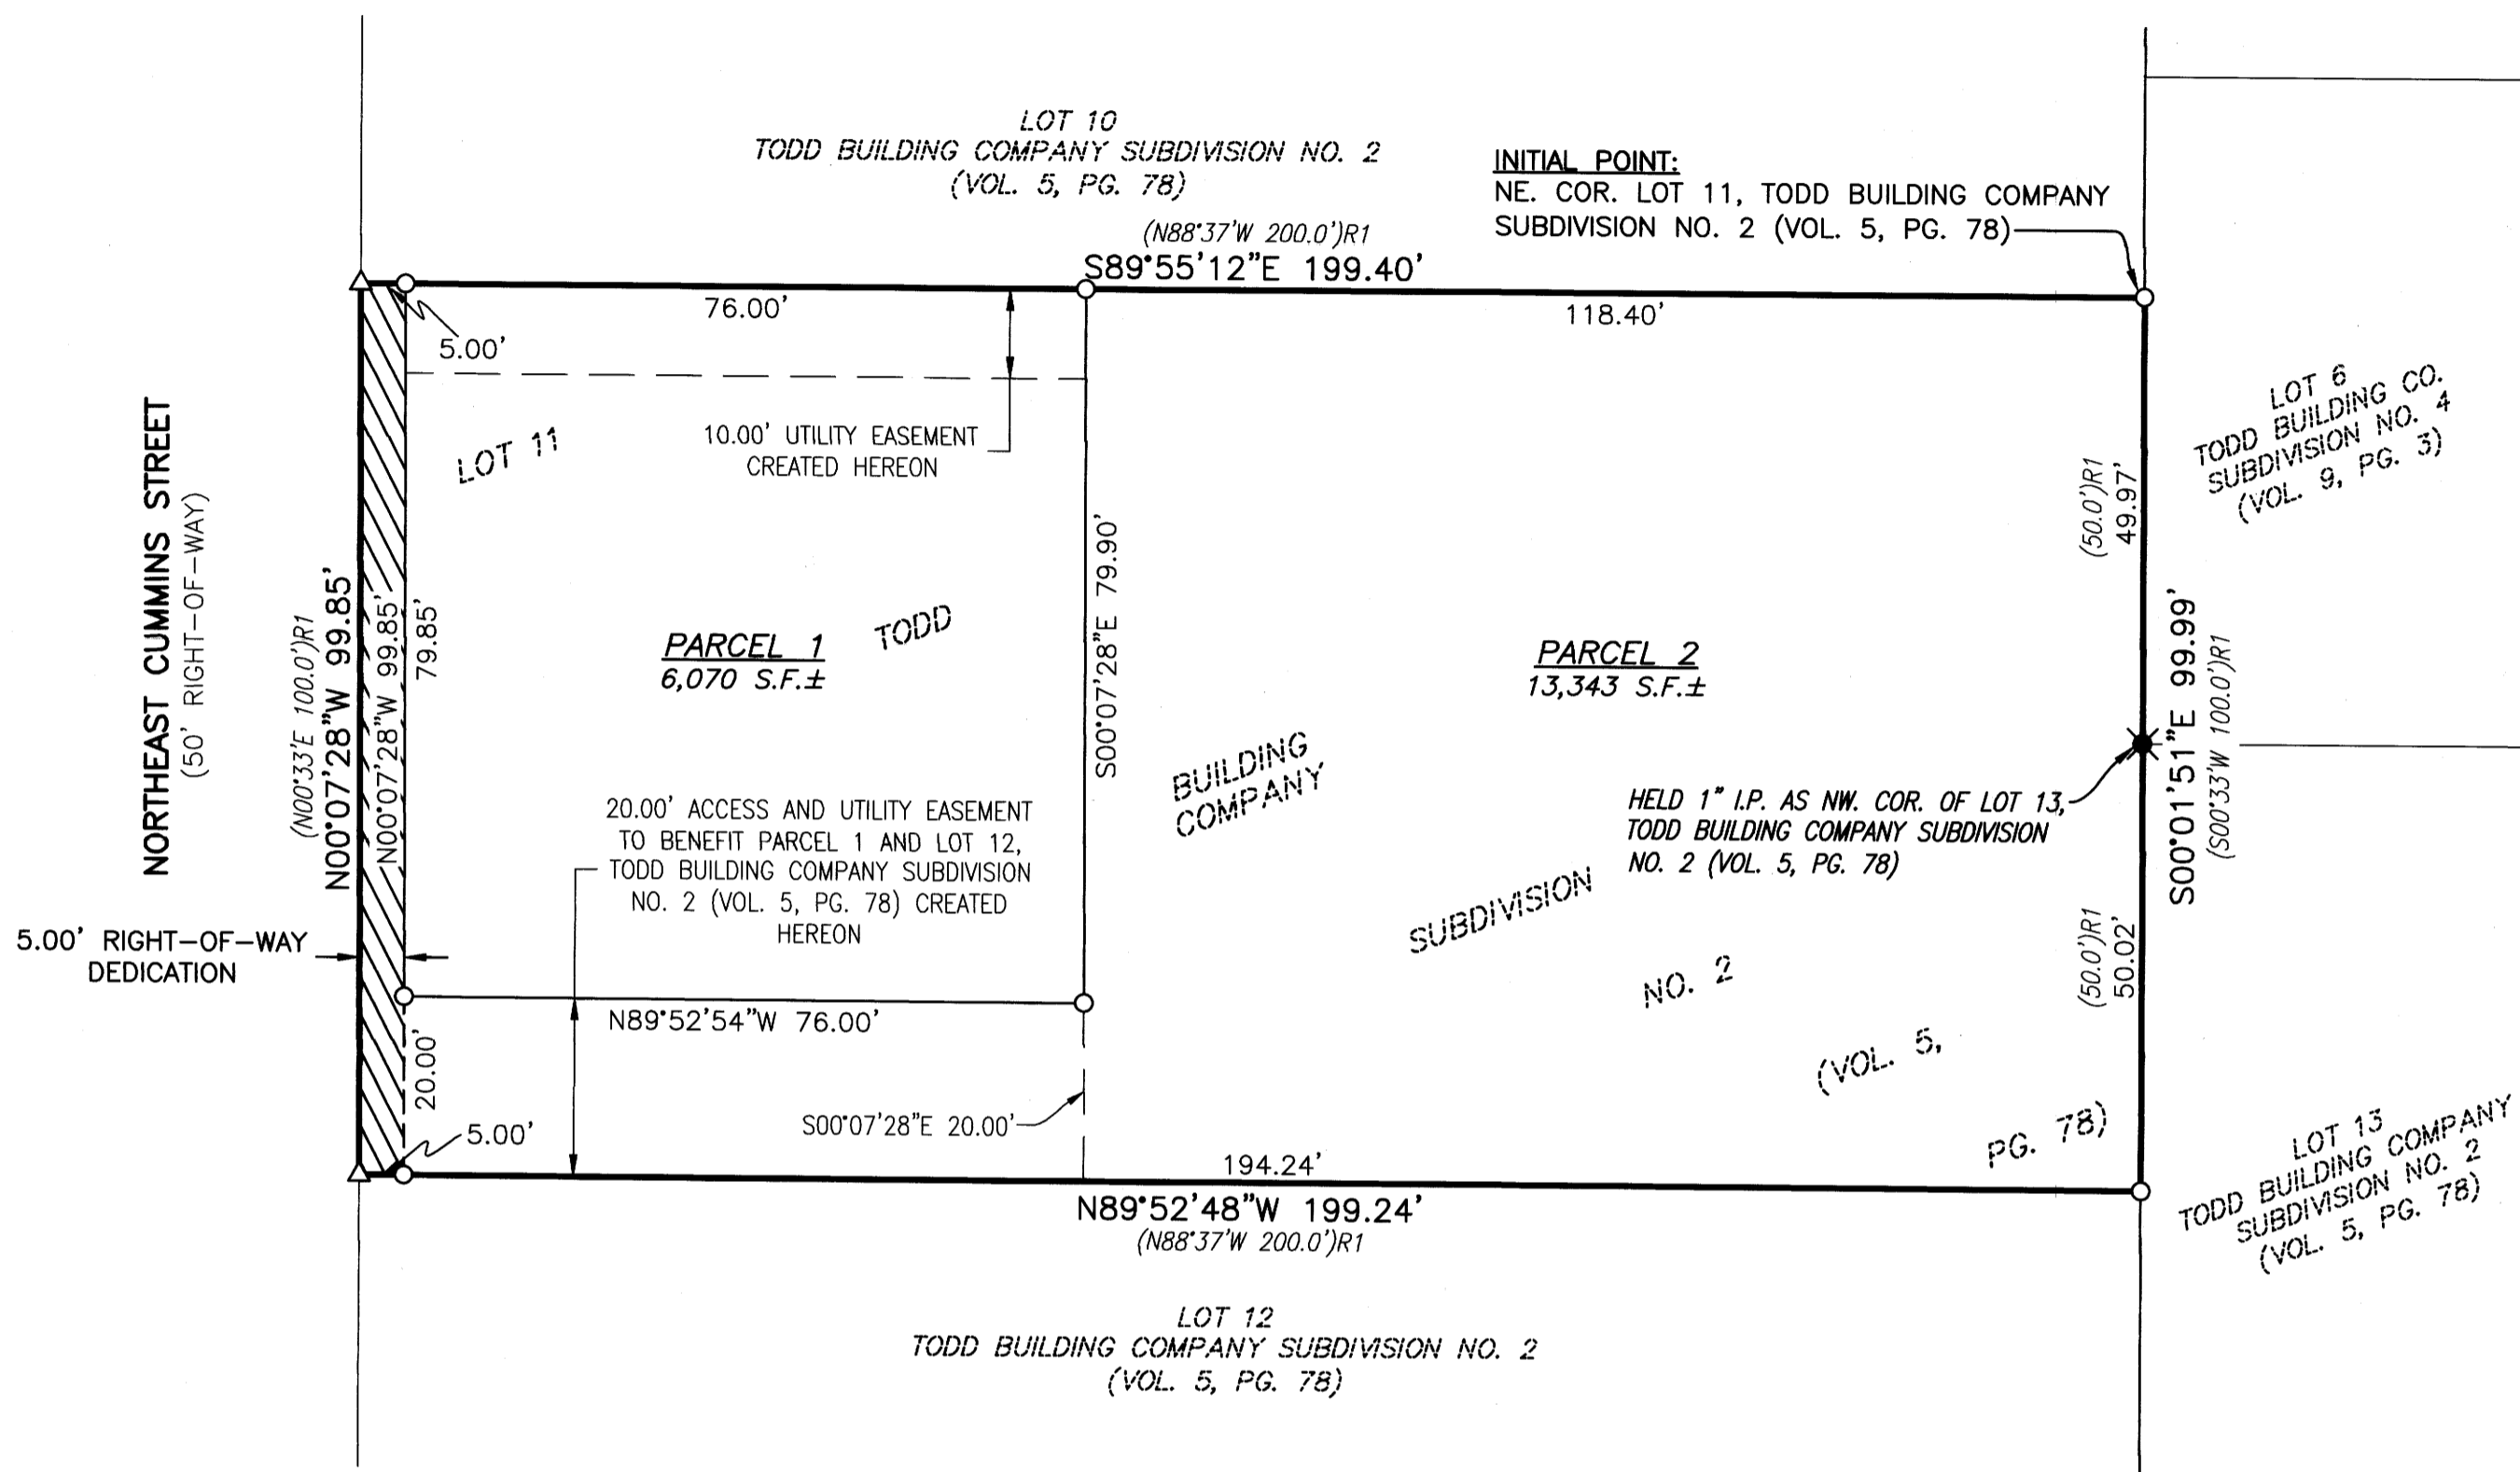 LOT 10
TODD BUILDING COMPANY SUBDIVISION NO. 2
(VOL. 5, PG. 78)
INITIAL POINT:
NE. COR. LOT 11, TODD BUILDING COMPANY
SUBDIVISION NO. 2 (VOL. 5, PG. 78)
(N88°37'W 200.0')R1
S89°55'12"E 199.40'
76.00'
118.40'
5.00'
10.00' UTILITY EASEMENT
CREATED HEREON
LOT 11
LOT 6
TODD BUILDING CO.
SUBDIVISION NO. 4
(VOL. 9, PG. 3)
NORTHEAST CUMMINS STREET
(50' RIGHT-OF-WAY)
(N00°33'E 100.0')R1
N00°07'28"W 99.85'
N00°07'28"W 99.85'
79.85'
PARCEL 1
6,070 S.F.±
TODD
S00°07'28"E 79.90'
PARCEL 2
13,343 S.F.±
(50.0')R1
49.97'
S00°01'51"E 99.99'
(S00°33'W 100.0')R1
BUILDING
COMPANY
20.00' ACCESS AND UTILITY EASEMENT
TO BENEFIT PARCEL 1 AND LOT 12,
TODD BUILDING COMPANY SUBDIVISION
NO. 2 (VOL. 5, PG. 78) CREATED
HEREON
HELD 1" I.P. AS NW. COR. OF LOT 13,
TODD BUILDING COMPANY SUBDIVISION
NO. 2 (VOL. 5, PG. 78)
SUBDIVISION
NO. 2
(VOL. 5,
PG. 78)
(50.0')R1
50.02'
5.00' RIGHT-OF-WAY
DEDICATION
N89°52'54"W 76.00'
20.00'
5.00'
S00°07'28"E 20.00'
194.24'
N89°52'48"W 199.24'
(N88°37'W 200.0')R1
LOT 13
TODD BUILDING COMPANY
SUBDIVISION NO. 2
(VOL. 5, PG. 78)
LOT 12
TODD BUILDING COMPANY SUBDIVISION NO. 2
(VOL. 5, PG. 78)